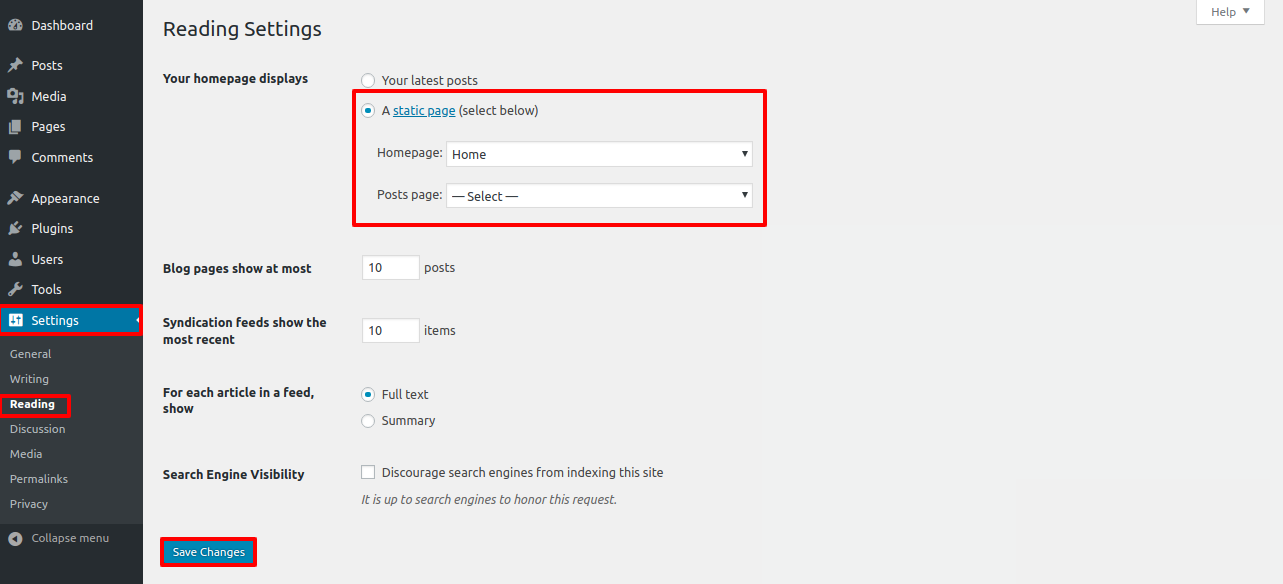 Dashboard
Posts
Media
Pages
Comments
Appearance
Plugins
Users
Tools
Settings
General
Writing
Reading
Discussion
Media
Permalinks
Privacy
Collapse menu
Help
Reading Settings
Your homepage displays
Your latest posts
A static page (select below)
Homepage: Home
Posts page: — Select —
Blog pages show at most
10 posts
Syndication feeds show the
most recent
10 items
For each article in a feed,
show
Full text
Summary
Search Engine Visibility
Discourage search engines from indexing this site
It is up to search engines to honor this request.
Save Changes